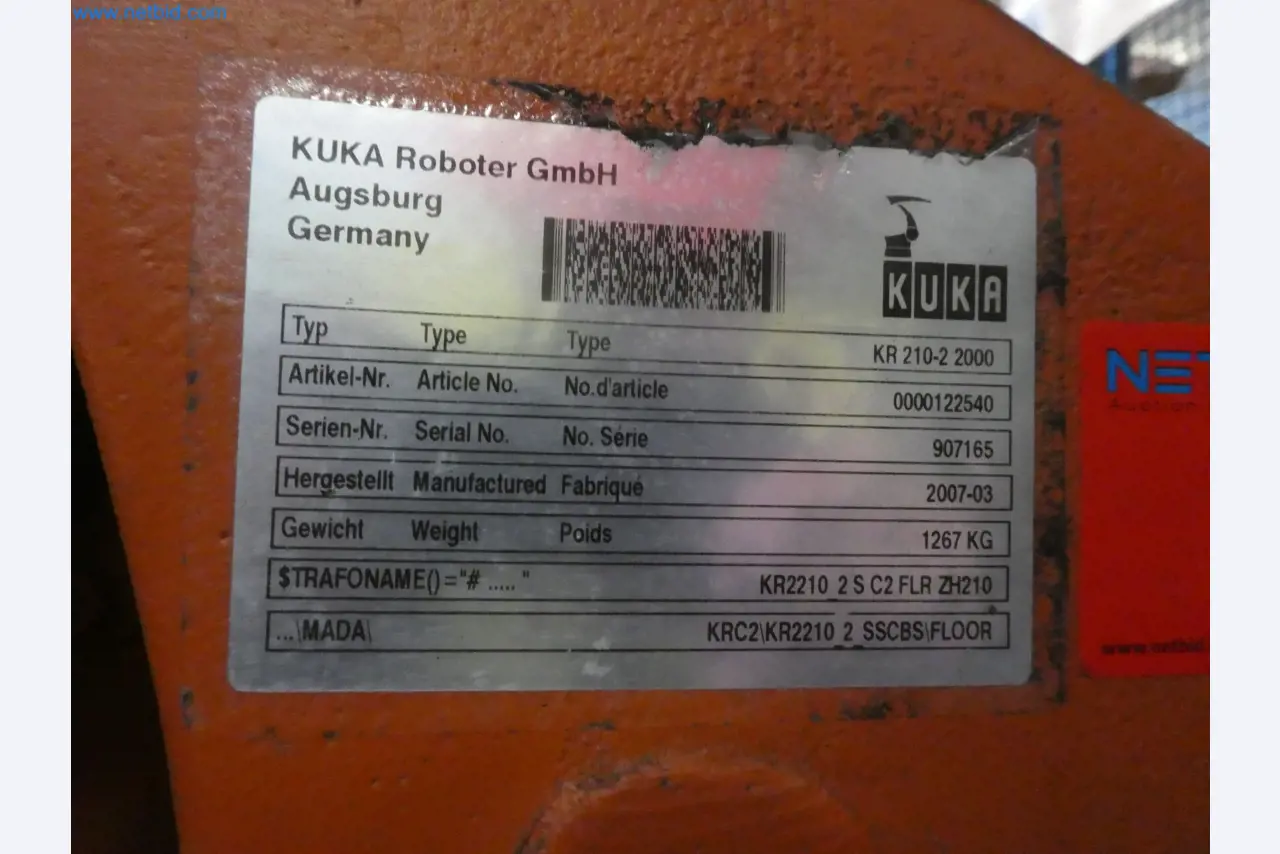 www.netbid.com
KUKA Roboter GmbH
Augsburg
Germany
KUKA
Typ Type Type KR 210-2 2000
Artikel-Nr. Article No. No.d'article 0000122540
Serien-Nr. Serial No. No. Série 907165
Hergestellt Manufactured Fabriqué 2007-03
Gewicht Weight Poids 1267 KG
$TRAFONAME()="# ..... " KR2210_2 S C2 FLR ZH210
...\MADA\ KRC2\KR2210_2_SSCBS\FLOOR
NET
Auction
www.netbid